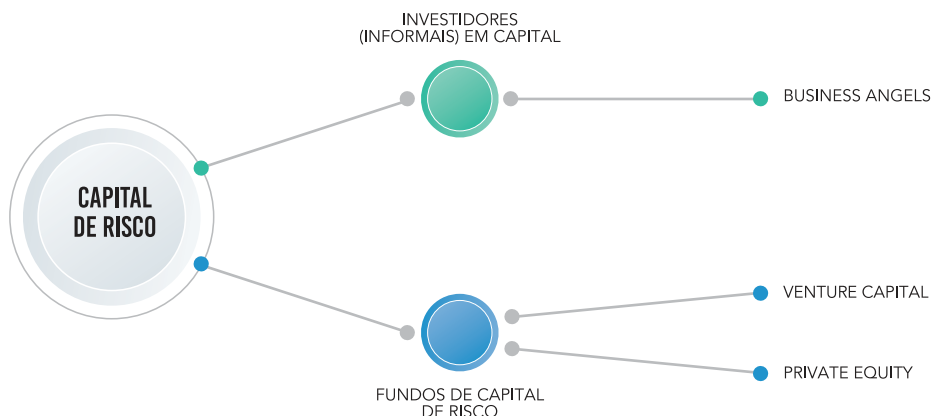 INVESTIDORES
(INFORMAIS) EM CAPITAL
BUSINESS ANGELS
CAPITAL
DE RISCO
VENTURE CAPITAL
PRIVATE EQUITY
FUNDOS DE CAPITAL
DE RISCO